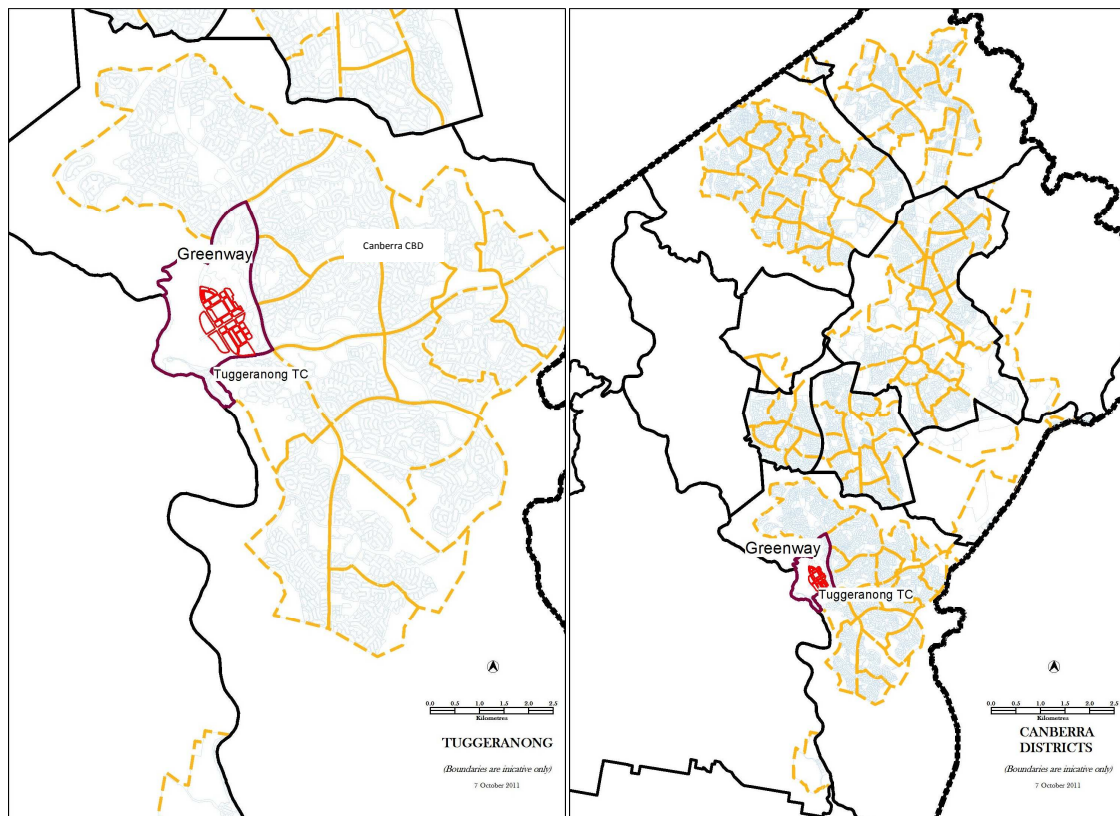 Canberra CBD
Greenway
Tuggeranong TC
0.0 0.5 1.0 1.5 2.0 2.5
Kilometres
TUGGERANONG
(Boundaries are inicative only)
7 October 2011
Greenway
Tuggeranong TC
0.0 0.5 1.0 1.5 2.0 2.5
Kilometres
CANBERRA
DISTRICTS
(Boundaries are inicative only)
7 October 2011